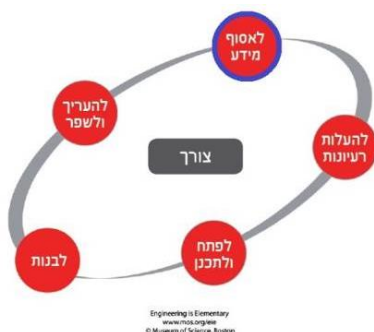 לאסוף
מידע
להעלות
רעיונות
לפתח
ולתכנן
לבנות
להעריך
ולשפר
צורך
Engineering is Elementary
www.mos.org/eie
© Museum of Science, Boston